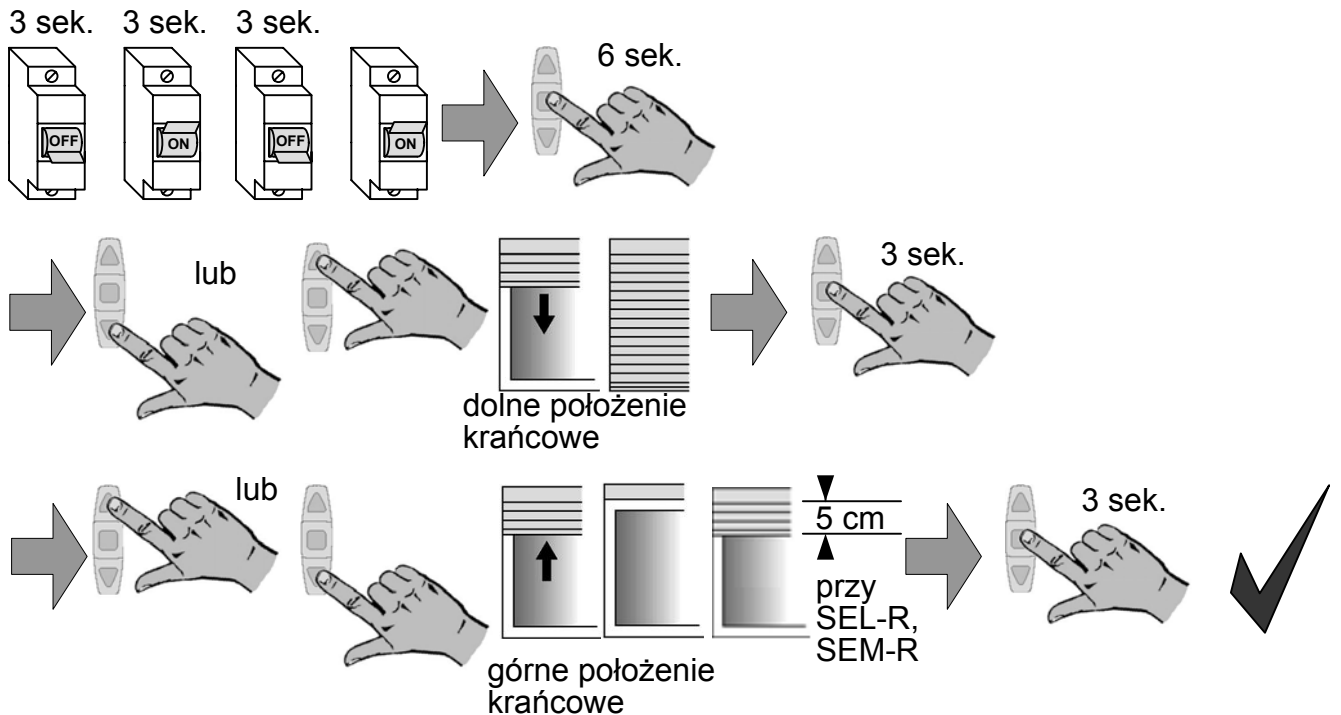 3 sek. 3 sek. 3 sek.
6 sek.
OFF ON OFF ON
lub
3 sek.
dolne położenie
krańcowe
lub
5 cm
3 sek.
przy
SEL-R,
SEM-R
górne położenie
krańcowe